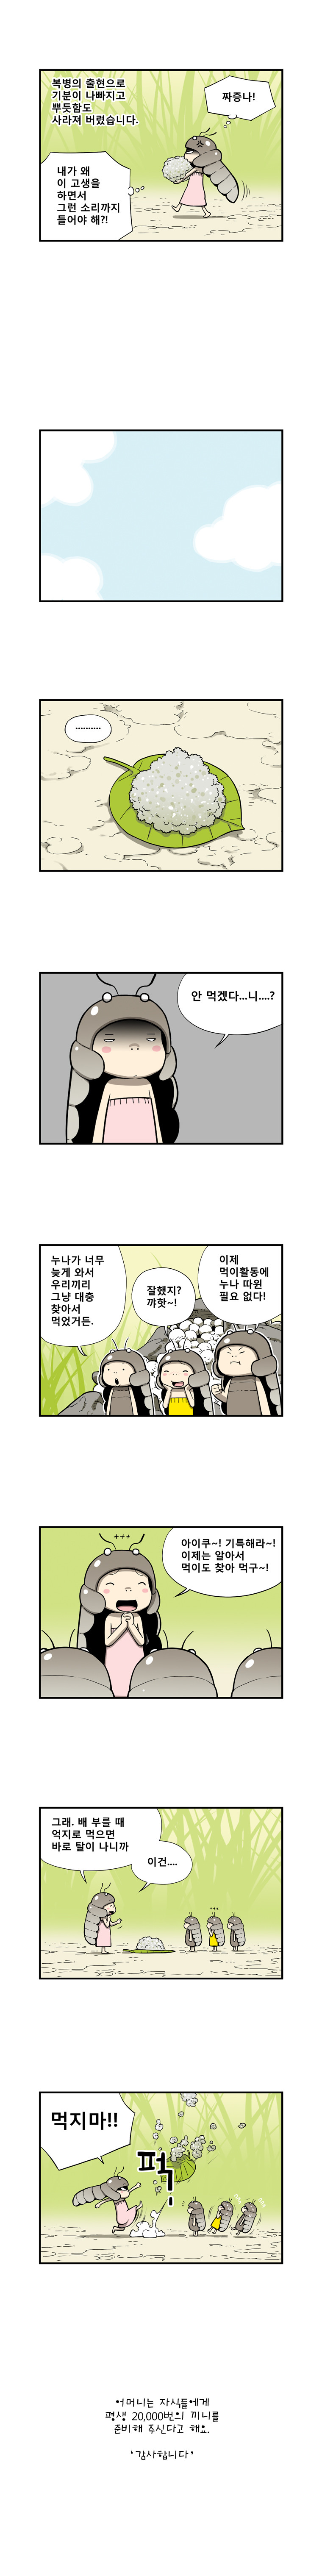 복병의 출현으로
기분이 나빠지고
뿌듯함도
사라져 버렸습니다.
짜증나!
내가 왜
이 고생을
하면서
그런 소리까지
들어야 해?!
..........
안 먹겠다...니....?
누나가 너무
늦게 와서
우리끼리
그냥 대충
찾아서
먹었거든.
잘했지?
꺄핫~!
이제
먹이활동에
누나 따윈
필요 없다!
아이쿠~! 기특해라~!
이제는 알아서
먹이도 찾아 먹구~!
그래. 배 부를 때
억지로 먹으면
바로 탈이 나니까
이건....
먹지마!!
퍽!
어머니는 자식들에게
평생 20,000번의 끼니를
준비해 주신다고 해요.
'감사합니다'